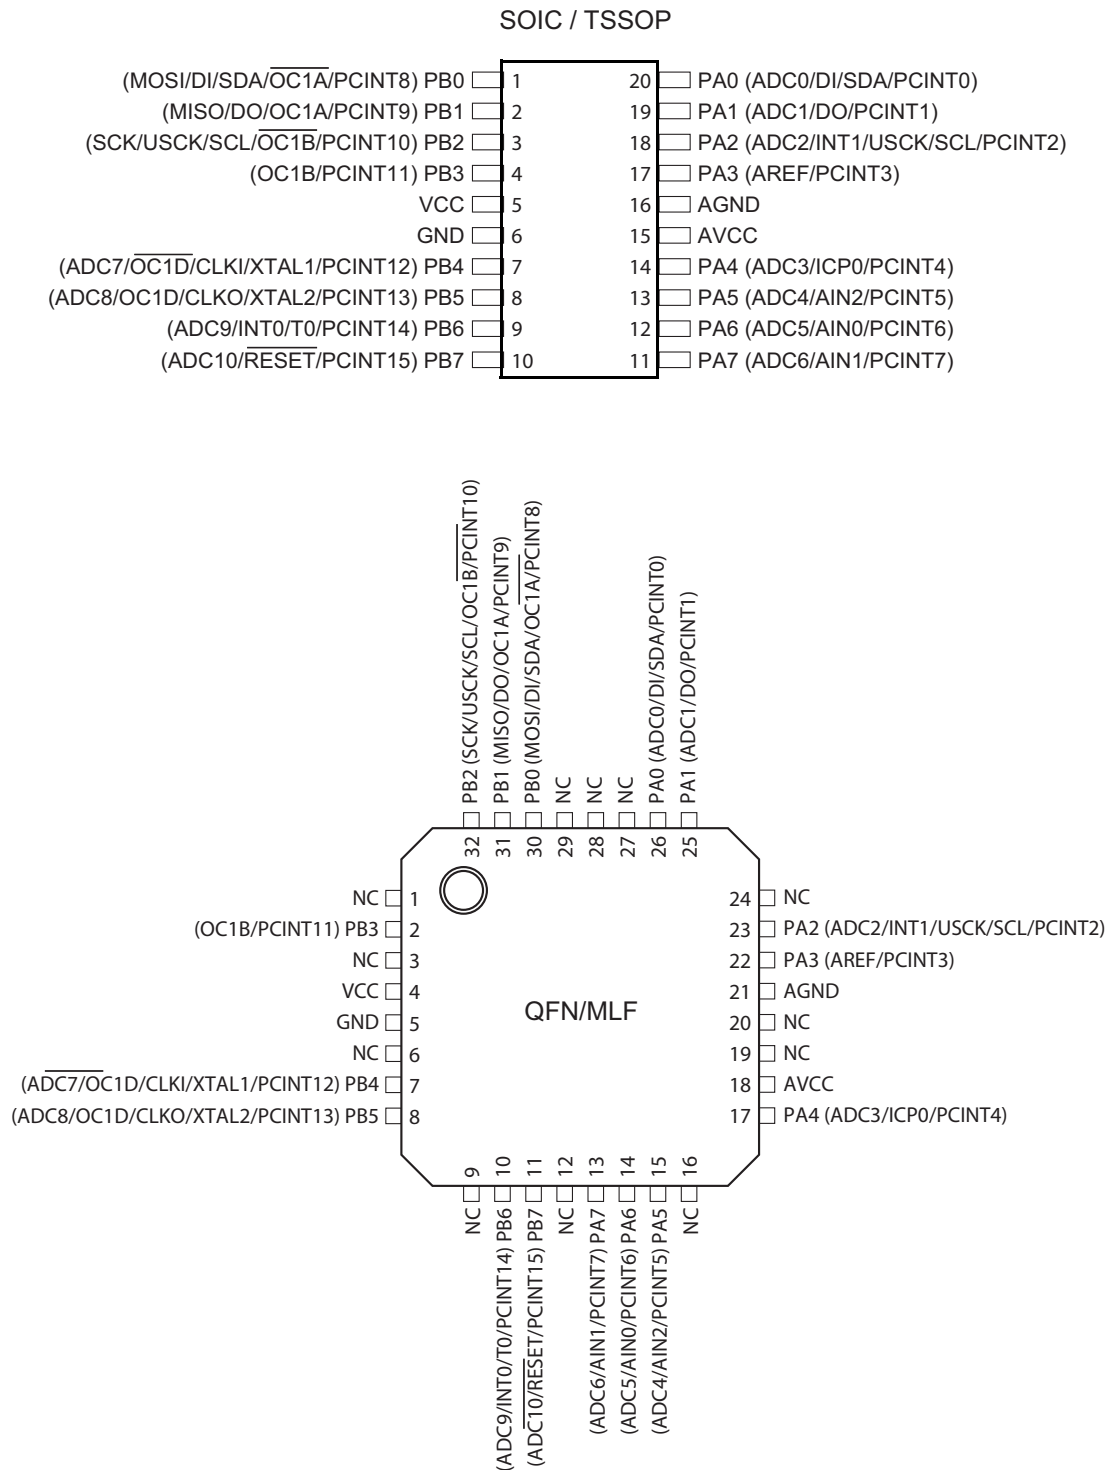 SOIC / TSSOP
(MOSI/DI/SDA/OC1A/PCINT8) PB0 1 20 PA0 (ADC0/DI/SDA/PCINT0)
(MISO/DO/OC1A/PCINT9) PB1 2 19 PA1 (ADC1/DO/PCINT1)
(SCK/USCK/SCL/OC1B/PCINT10) PB2 3 18 PA2 (ADC2/INT1/USCK/SCL/PCINT2)
(OC1B/PCINT11) PB3 4 17 PA3 (AREF/PCINT3)
VCC 5 16 AGND
GND 6 15 AVCC
(ADC7/OC1D/CLKI/XTAL1/PCINT12) PB4 7 14 PA4 (ADC3/ICP0/PCINT4)
(ADC8/OC1D/CLKO/XTAL2/PCINT13) PB5 8 13 PA5 (ADC4/AIN2/PCINT5)
(ADC9/INT0/T0/PCINT14) PB6 9 12 PA6 (ADC5/AIN0/PCINT6)
(ADC10/RESET/PCINT15) PB7 10 11 PA7 (ADC6/AIN1/PCINT7)
32 PB2 (SCK/USCK/SCL/OC1B/PCINT10)
31 PB1 (MISO/DO/OC1A/PCINT9)
30 PB0 (MOSI/DI/SDA/OC1A/PCINT8)
29 NC
28 NC
27 NC
26 PA0 (ADC0/DI/SDA/PCINT0)
25 PA1 (ADC1/DO/PCINT1)
NC 1 24 NC
(OC1B/PCINT11) PB3 2 23 PA2 (ADC2/INT1/USCK/SCL/PCINT2)
NC 3 22 PA3 (AREF/PCINT3)
VCC 4 21 AGND
QFN/MLF
GND 5 20 NC
NC 6 19 NC
(ADC7/OC1D/CLKI/XTAL1/PCINT12) PB4 7 18 AVCC
(ADC8/OC1D/CLKO/XTAL2/PCINT13) PB5 8 17 PA4 (ADC3/ICP0/PCINT4)
NC 9
(ADC9/INT0/T0/PCINT14) PB6 10
(ADC10/RESET/PCINT15) PB7 11
NC 12
(ADC6/AIN1/PCINT7) PA7 13
(ADC5/AIN0/PCINT6) PA6 14
(ADC4/AIN2/PCINT5) PA5 15
NC 16